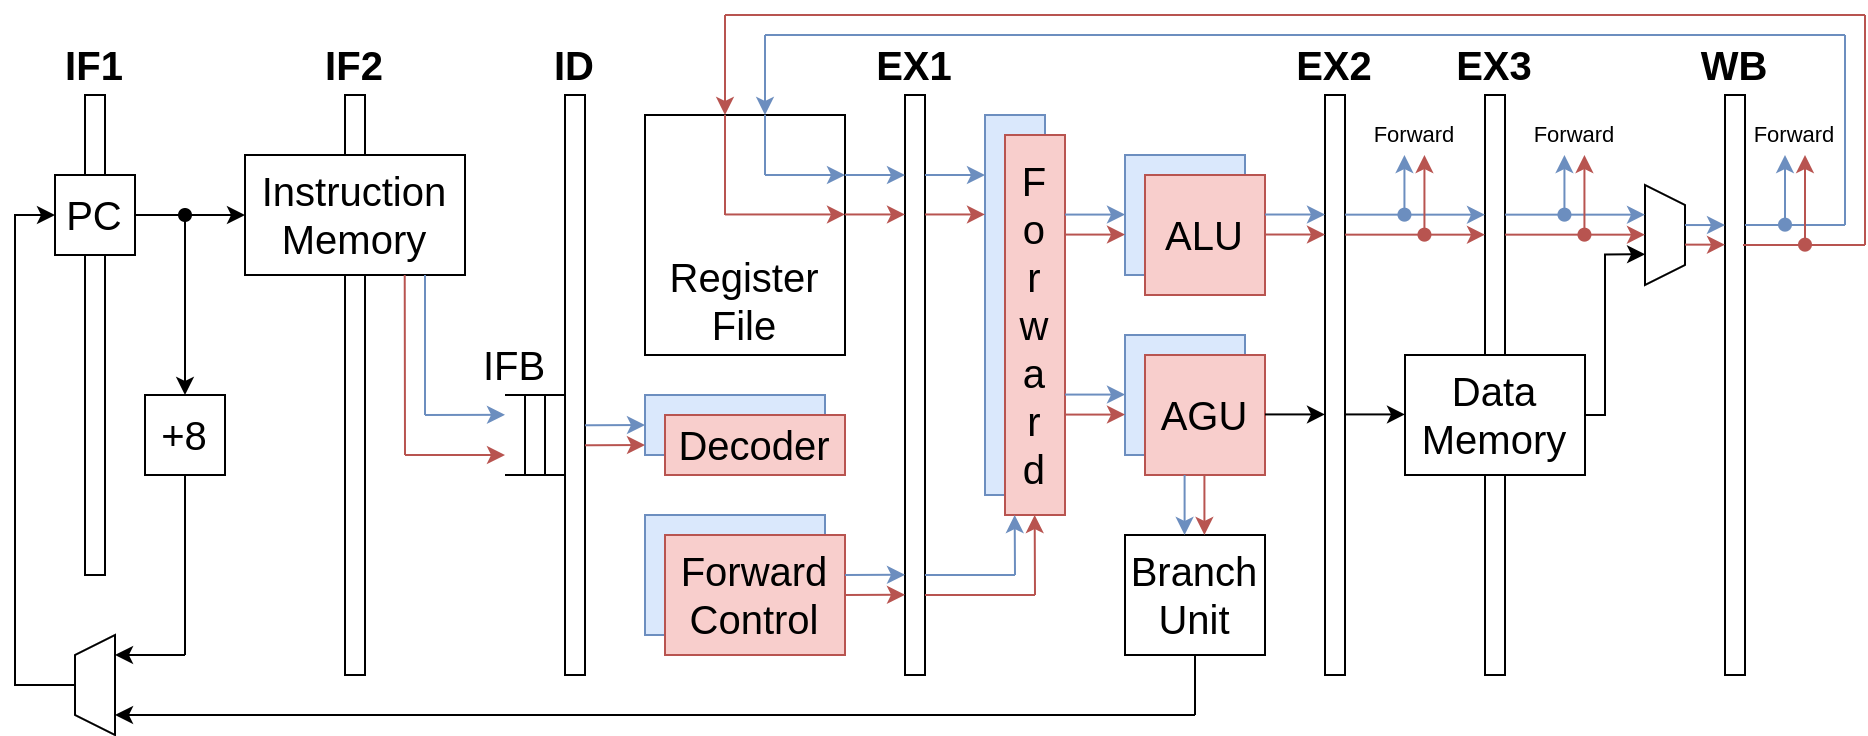 IF1
IF2
ID
EX1
EX2
EX3
WB
Forward
Forward
Forward
PC
Instruction
Memory
Register
File
F
o
r
w
a
r
d
ALU
IFB
+8
Decoder
AGU
Data
Memory
Forward
Control
Branch
Unit